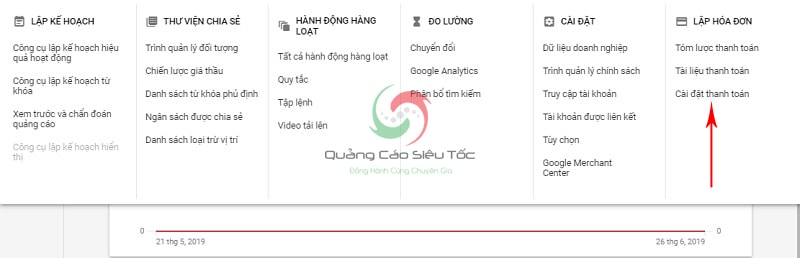 LẬP KẾ HOẠCH
Công cụ lập kế hoạch hiệu
quả hoạt động
Công cụ lập kế hoạch từ
khóa
Xem trước và chẩn đoán
quảng cáo
Công cụ lập kế hoạch hiển
thị
THƯ VIỆN CHIA SẺ
Trình quản lý đối tượng
Chiến lược giá thầu
Danh sách từ khóa phủ định
Ngân sách được chia sẻ
Danh sách loại trừ vị trí
HÀNH ĐỘNG HÀNG
LOẠT
Tất cả hành động hàng loạt
Quy tắc
Tập lệnh
Video tải lên
ĐO LƯỜNG
Chuyển đổi
Google Analytics
Phân bổ tìm kiếm
CÀI ĐẶT
Dữ liệu doanh nghiệp
Trình quản lý chính sách
Truy cập tài khoản
Tài khoản được liên kết
Tùy chọn
Google Merchant
Center
LẬP HÓA ĐƠN
Tóm lược thanh toán
Tài liệu thanh toán
Cài đặt thanh toán
Quảng Cáo Siêu Tốc
Đồng Hành Cùng Chuyên Gia
0
0
21 thg 5, 2019
26 thg 6, 2019